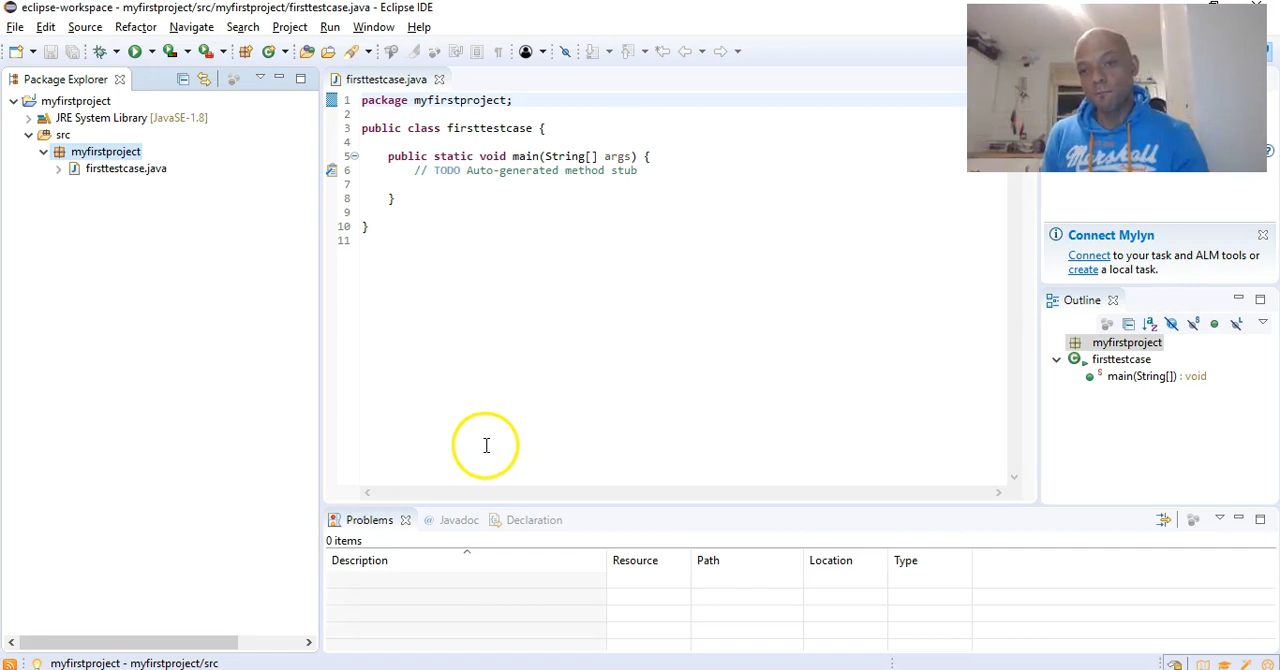 eclipse-workspace - myfirstproject/src/myfirstproject/firsttestcase.java - Eclipse IDE
File Edit Source Refactor Navigate Search Project Run Window Help
Package Explorer
myfirstproject
JRE System Library [JavaSE-1.8]
src
myfirstproject
firsttestcase.java
firsttestcase.java
1 package myfirstproject;
2
3 public class firsttestcase {
4
5 public static void main(String[] args) {
6 // TODO Auto-generated method stub
7
8 }
9
10 }
11
Marshall
Connect Mylyn
Connect to your task and ALM tools or
create a local task.
Outline
myfirstproject
firsttestcase
main(String[]) : void
Problems Javadoc Declaration
0 items
Description Resource Path Location Type
myfirstproject - myfirstproject/src